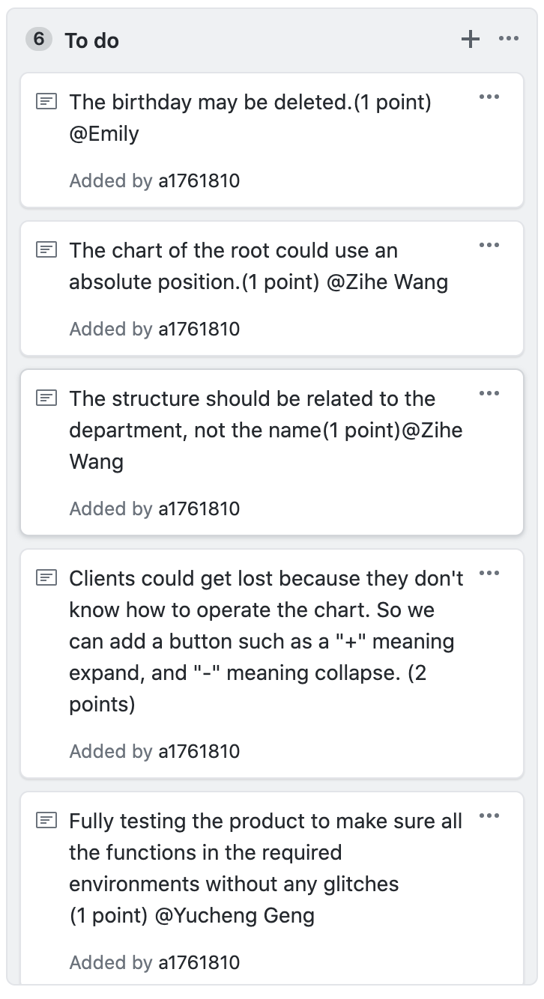 6 To do
The birthday may be deleted.(1 point)
@Emily
Added by a1761810
The chart of the root could use an
absolute position.(1 point) @Zihe Wang
Added by a1761810
The structure should be related to the
department, not the name(1 point)@Zihe
Wang
Added by a1761810
Clients could get lost because they don't
know how to operate the chart. So we
can add a button such as a "+" meaning
expand, and "-" meaning collapse. (2
points)
Added by a1761810
Fully testing the product to make sure all
the functions in the required
environments without any glitches
(1 point) @Yucheng Geng
Added by a1761810